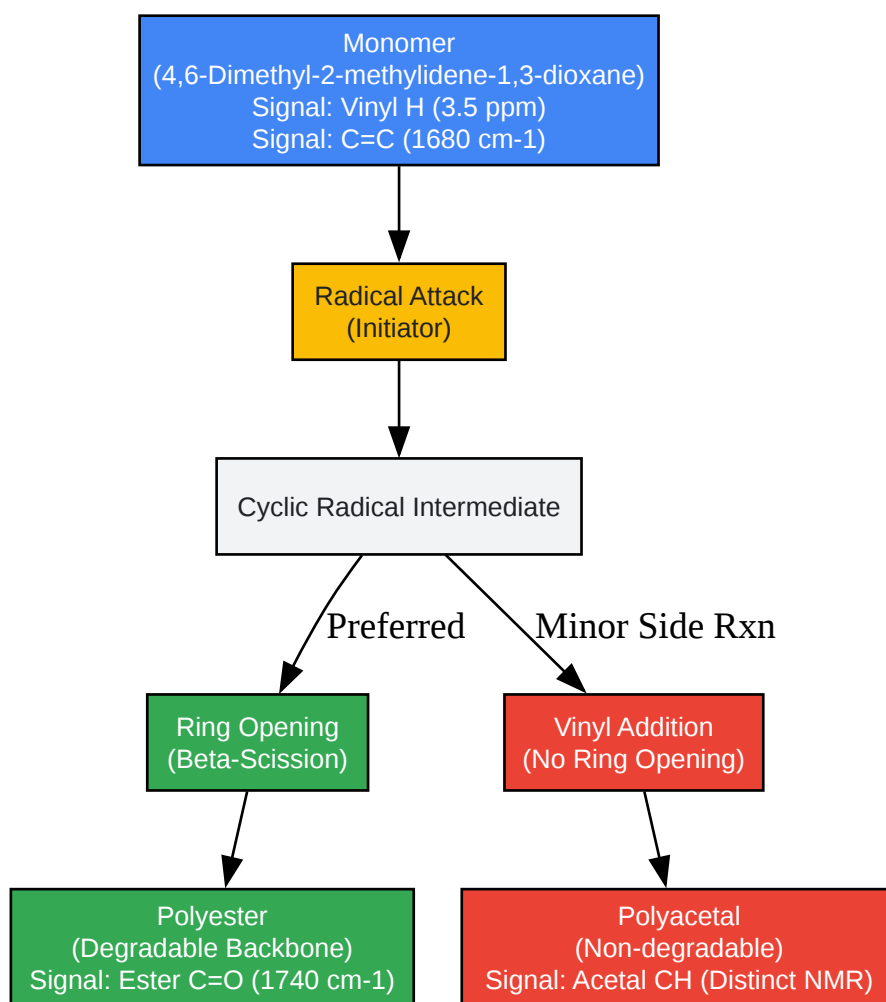 Monomer
(4,6-Dimethyl-2-methylidene-1,3-dioxane)
Signal: Vinyl H (3.5 ppm)
Signal: C=C (1680 cm-1)
Radical Attack
(Initiator)
Cyclic Radical Intermediate
Preferred
Minor Side Rxn
Ring Opening
(Beta-Scission)
Vinyl Addition
(No Ring Opening)
Polyester
(Degradable Backbone)
Signal: Ester C=O (1740 cm-1)
Polyacetal
(Non-degradable)
Signal: Acetal CH (Distinct NMR)